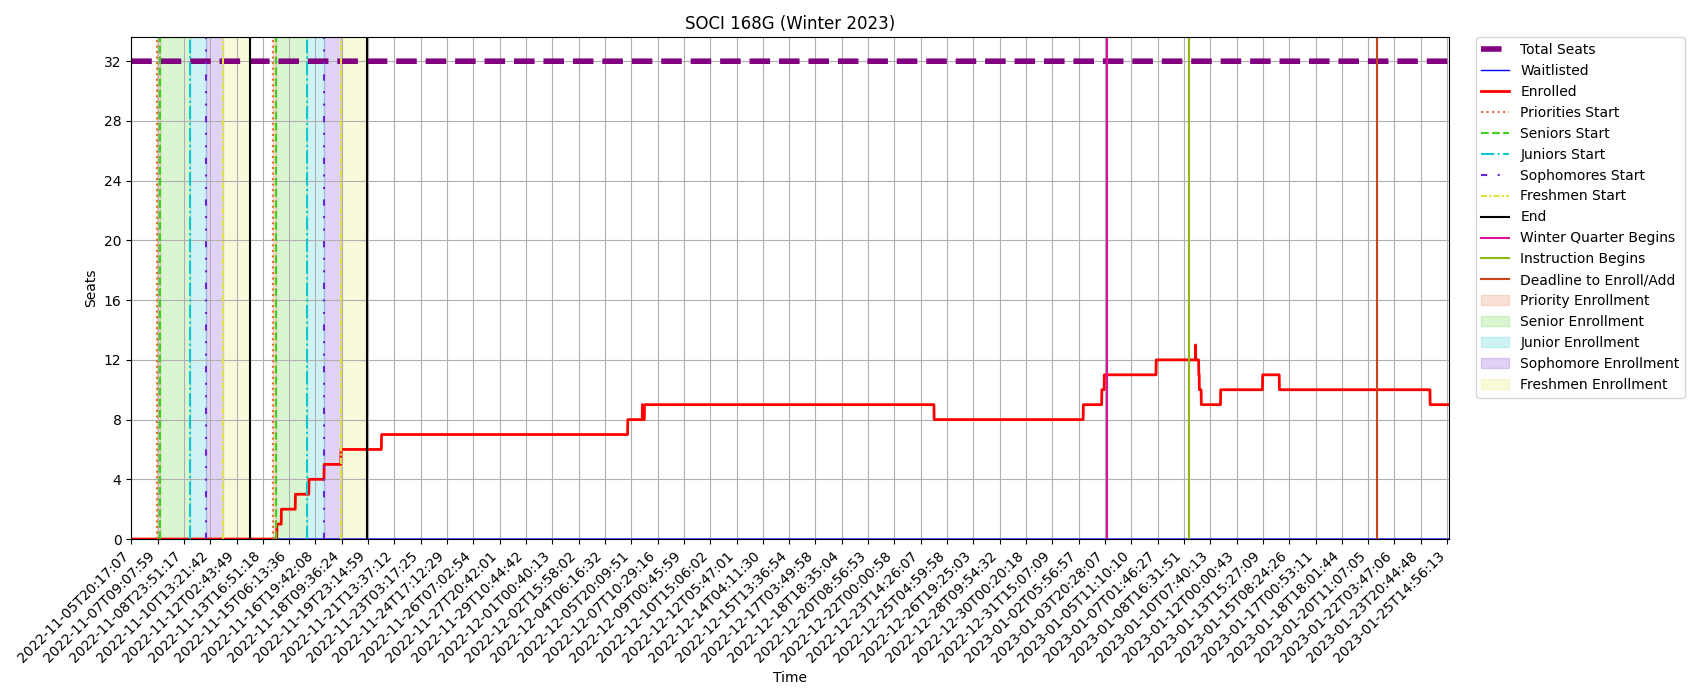 SOCI 168G (Winter 2023)
Seats
32
28
24
20
16
12
8
4
0
2022-11-05T20:17:07
2022-11-07T09:07:59
2022-11-08T23:51:17
2022-11-10T13:21:42
2022-11-12T02:43:49
2022-11-13T16:51:18
2022-11-15T06:13:36
2022-11-16T19:42:08
2022-11-18T09:36:24
2022-11-19T23:14:59
2022-11-21T13:37:12
2022-11-23T03:17:25
2022-11-24T17:12:29
2022-11-26T07:02:54
2022-11-27T20:42:01
2022-11-29T10:44:42
2022-12-01T00:40:13
2022-12-02T15:58:02
2022-12-04T06:16:32
2022-12-05T20:09:51
2022-12-07T10:29:16
2022-12-09T00:45:59
2022-12-10T15:06:02
2022-12-12T05:47:01
2022-12-14T04:11:30
2022-12-15T13:36:54
2022-12-17T03:49:58
2022-12-18T18:35:04
2022-12-20T08:56:53
2022-12-22T00:00:58
2022-12-23T14:26:07
2022-12-25T04:59:58
2022-12-26T19:25:03
2022-12-28T09:54:32
2022-12-30T00:20:18
2022-12-31T15:07:09
2023-01-02T05:56:57
2023-01-03T20:28:07
2023-01-05T11:10:10
2023-01-07T01:46:27
2023-01-08T16:31:51
2023-01-10T07:40:13
2023-01-12T00:00:43
2023-01-13T15:27:09
2023-01-15T08:24:26
2023-01-17T00:53:11
2023-01-18T18:01:44
2023-01-20T11:07:05
2023-01-22T03:47:06
2023-01-23T20:44:48
2023-01-25T14:56:13
Time
Total Seats
Waitlisted
Enrolled
Priorities Start
Seniors Start
Juniors Start
Sophomores Start
Freshmen Start
End
Winter Quarter Begins
Instruction Begins
Deadline to Enroll/Add
Priority Enrollment
Senior Enrollment
Junior Enrollment
Sophomore Enrollment
Freshmen Enrollment